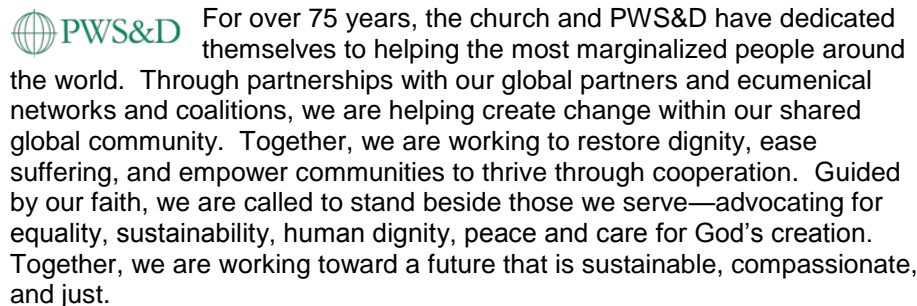 PWS&D For over 75 years, the church and PWS&D have dedicated
themselves to helping the most marginalized people around
the world.  Through partnerships with our global partners and ecumenical
networks and coalitions, we are helping create change within our shared
global community.  Together, we are working to restore dignity, ease
suffering, and empower communities to thrive through cooperation.  Guided
by our faith, we are called to stand beside those we serve—advocating for
equality, sustainability, human dignity, peace and care for God’s creation.
Together, we are working toward a future that is sustainable, compassionate,
and just.